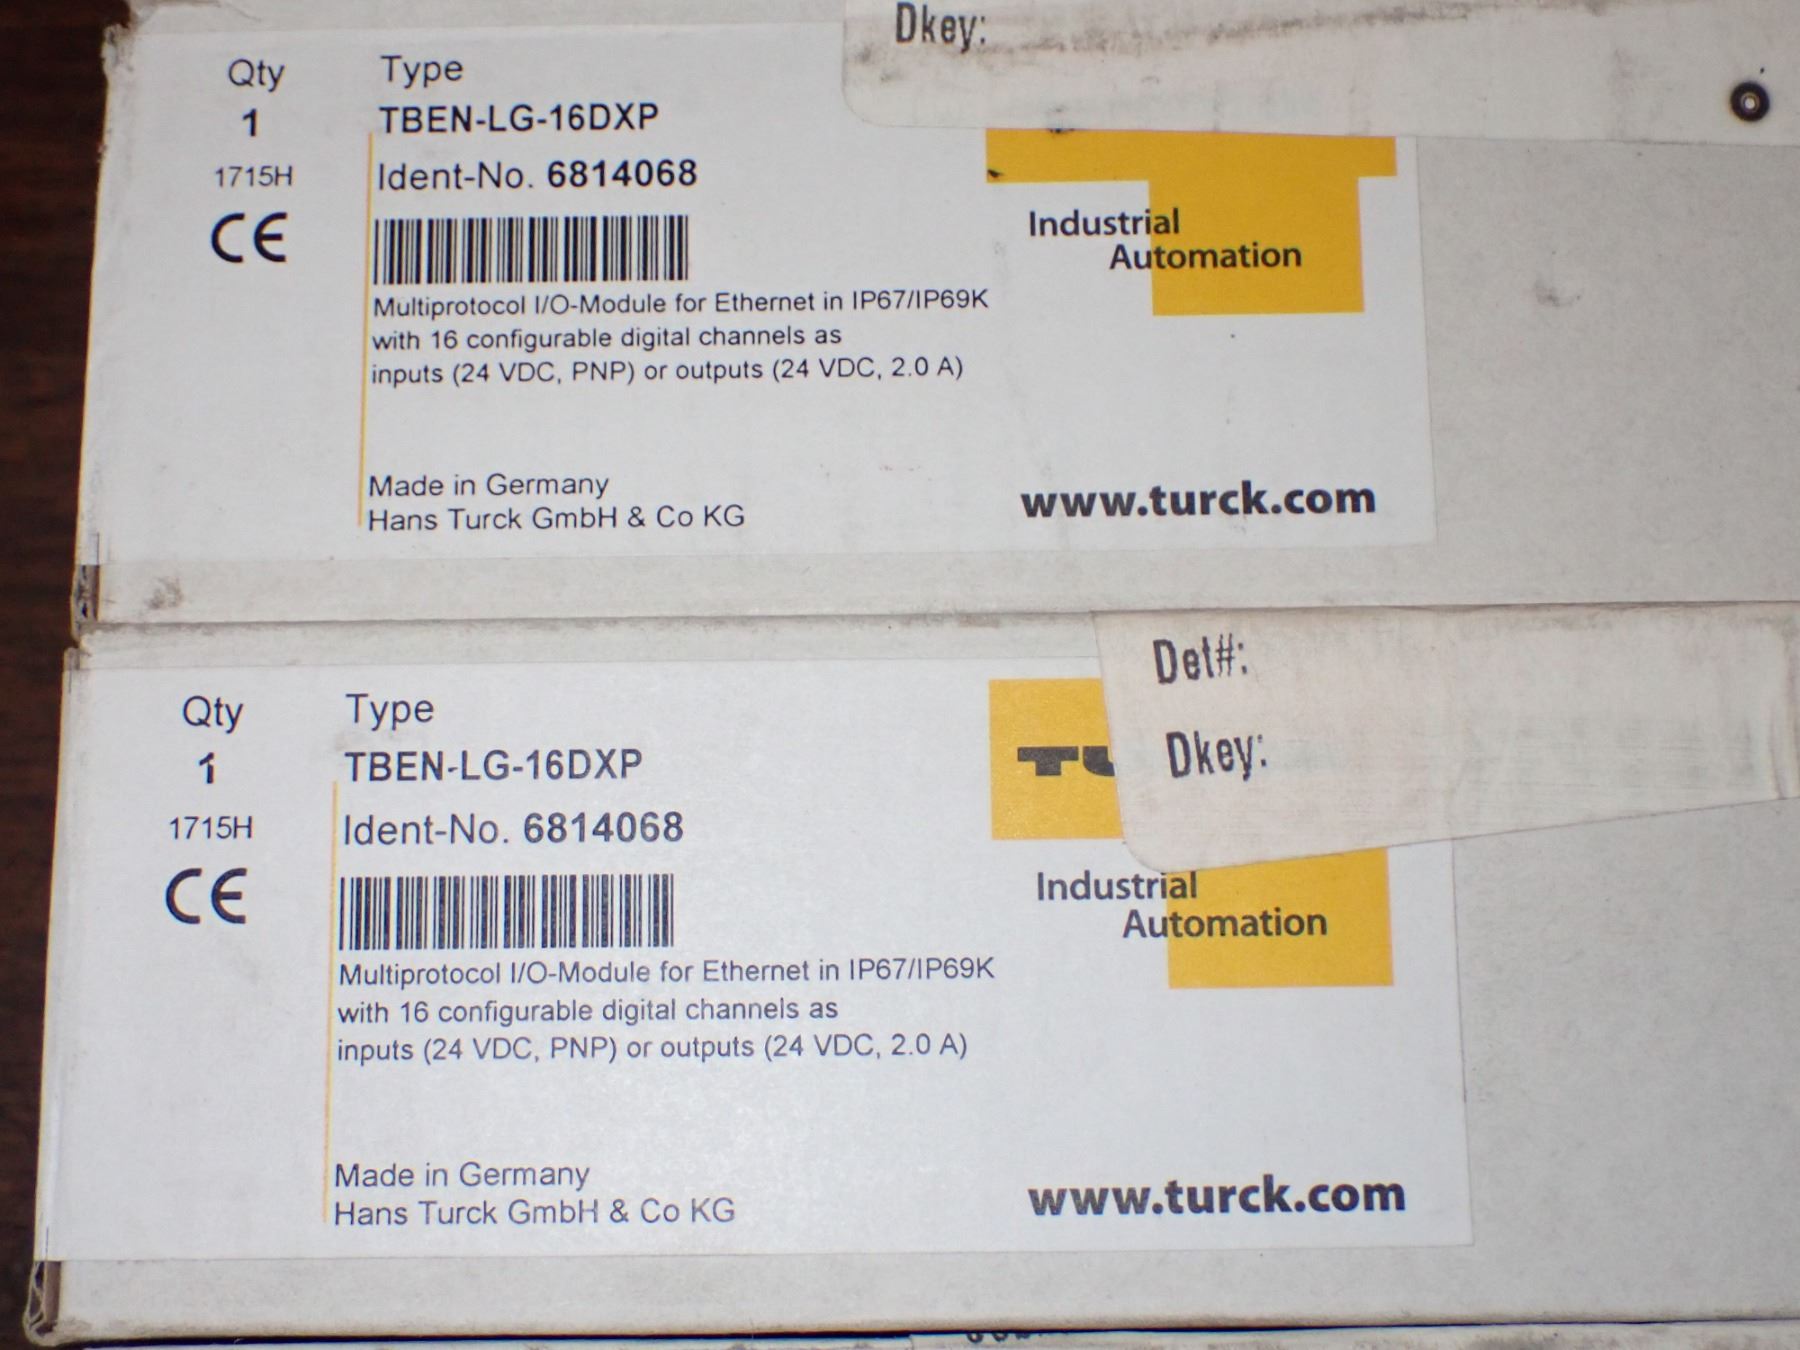 Dkey:
Qty Type
1 TBEN-LG-16DXP
1715H Ident-No. 6814068
CE
Multiprotocol I/O-Module for Ethernet in IP67/IP69K
with 16 configurable digital channels as
inputs (24 VDC, PNP) or outputs (24 VDC, 2.0 A)
Industrial
Automation
Made in Germany
Hans Turck GmbH & Co KG
www.turck.com
Det#:
Dkey:
Qty Type
1 TBEN-LG-16DXP
1715H Ident-No. 6814068
CE
Multiprotocol I/O-Module for Ethernet in IP67/IP69K
with 16 configurable digital channels as
inputs (24 VDC, PNP) or outputs (24 VDC, 2.0 A)
TU
Industrial
Automation
Made in Germany
Hans Turck GmbH & Co KG
www.turck.com